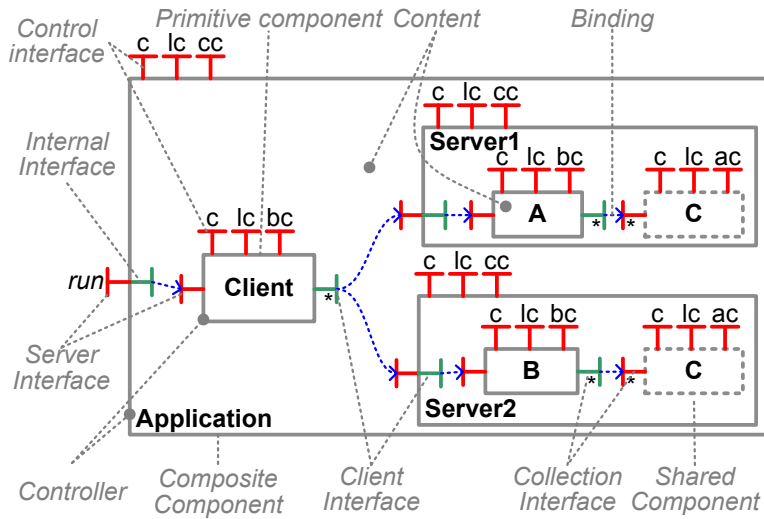 Control
interface
Primitive component
Content
Binding
c lc cc
c lc cc
Server1
Internal
Interface
c lc bc
A
*
*
c lc ac
C
c lc bc
Client
*
run
c lc cc
c lc bc
B
*
*
c lc ac
C
Server2
Server
Interface
Application
Controller
Composite
Component
Client
Interface
Collection
Interface
Shared
Component